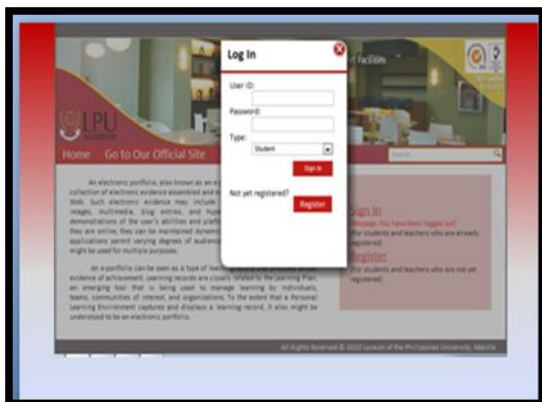 Log In
User ID:
Password:
Type:
Student
Sign In
Not yet registered?
Register
Facilities
LPU
Home Go to Our Official Site
An electronic portfolio, also known as an
collection of electronic evidence assembled and
Web. Such electronic evidence may include
images, multimedia, blog entries, and
demonstrations of the user's abilities and
they are online, they can be maintained
applications permit varying degrees of audience
might be used for multiple purposes.
An e-portfolio can be seen as a type of
evidence of achievement. Learning records are closely related to the Learning Plan,
an emerging tool that is being used to manage learning by individuals,
teams, communities of interest, and organizations. To the extent that a Personal
Learning Environment captures and displays a learning record, it also might be
understood to be an electronic portfolio.
Sign In
Message: You have been logged out!
(For students and teachers who are already
registered)
Register
(For students and teachers who are not yet
registered)
All Rights Reserved © 2010 Lyceum of the Philippines University, Manila